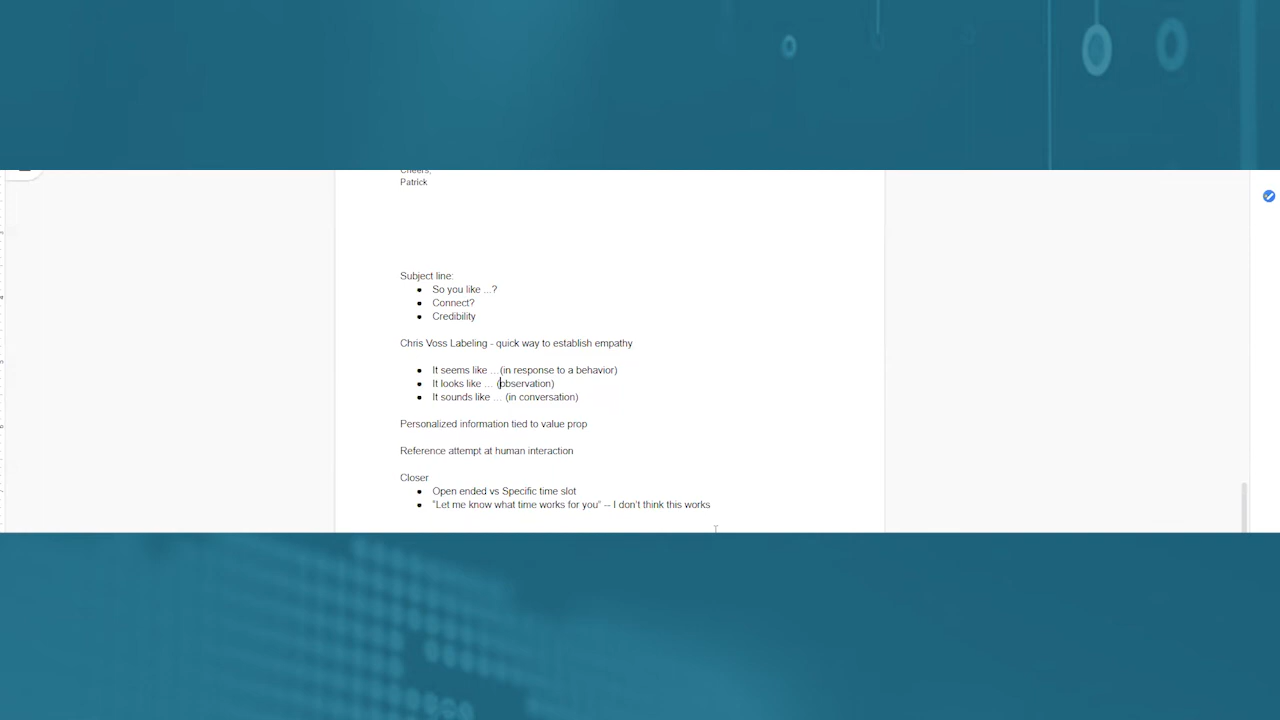 Cheers,
Patrick
Subject line:
● So you like ...?
● Connect?
● Credibility
Chris Voss Labeling - quick way to establish empathy
● It seems like …(in response to a behavior)
● It looks like … (observation)
● It sounds like … (in conversation)
Personalized information tied to value prop
Reference attempt at human interaction
Closer
● Open ended vs Specific time slot
● "Let me know what time works for you" -- I don't think this works